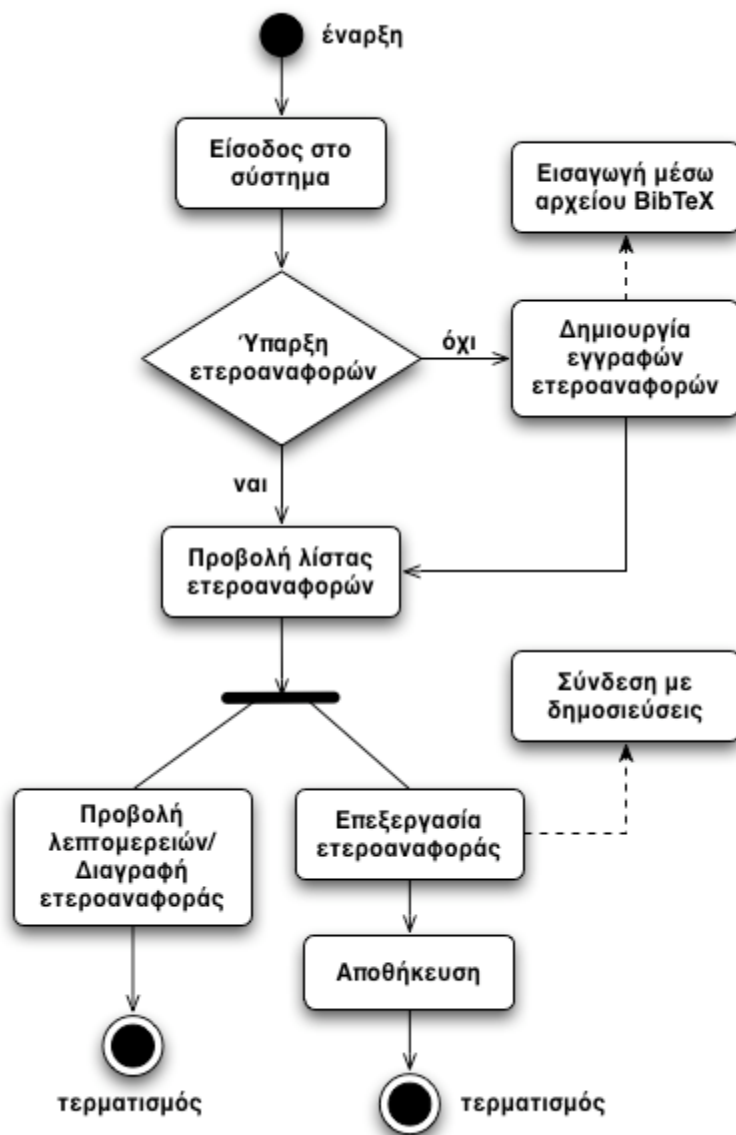 έναρξη
Είσοδος στο
σύστημα
Εισαγωγή μέσω
αρχείου BibTeX
Ύπαρξη
ετεροαναφορών
όχι
Δημιουργία
εγγραφών
ετεροαναφορών
ναι
Προβολή λίστας
ετεροαναφορών
Σύνδεση με
δημοσιεύσεις
Προβολή
λεπτομερειών/
Διαγραφή
ετεροαναφοράς
Επεξεργασία
ετεροαναφοράς
Αποθήκευση
τερματισμός
τερματισμός